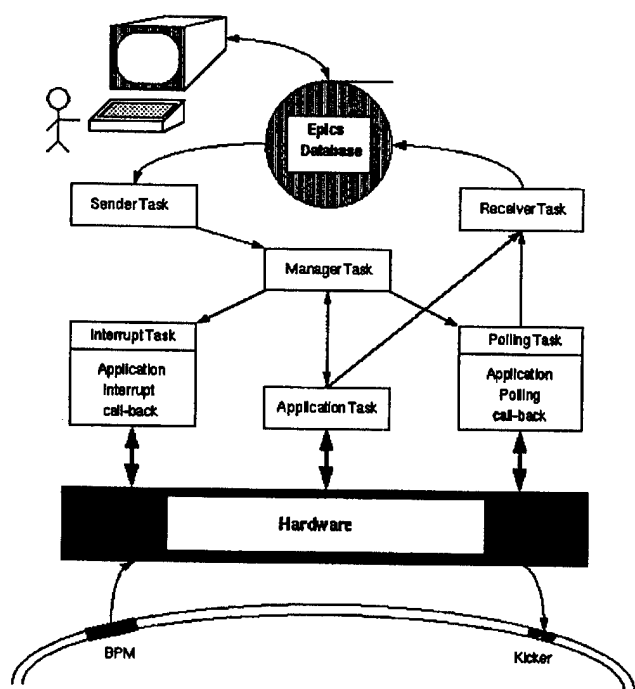 Epics
Database
Sender Task
Receiver Task
Manager Task
Interrupt Task
Polling Task
Application
Interrupt
call-back
Application Task
Application
Polling
call-back
Hardware
BPM
Kicker